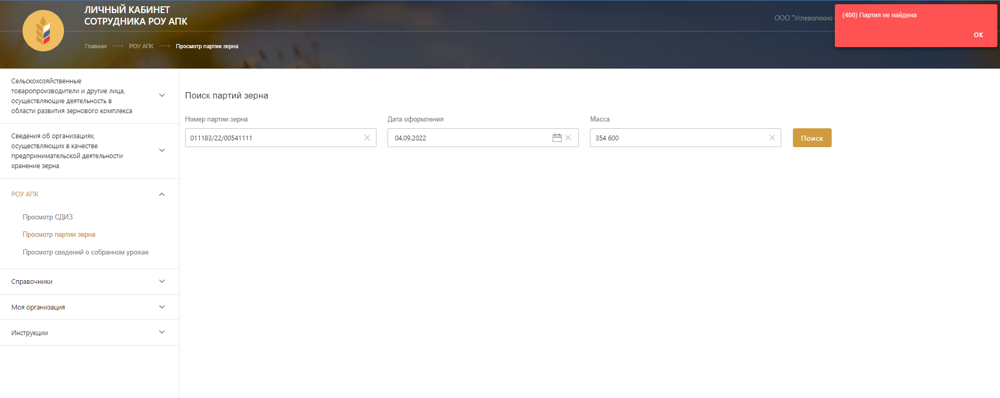 ЛИЧНЫЙ КАБИНЕТ
СОТРУДНИКА РОУ АПК
ООО "Углеволокно
(400) Партия не найдена
ОК
Главная
РОУ АПК
Просмотр партии зерна
Сельскохозяйственные
товаропроизводители и другие лица,
осуществляющие деятельность в
области развития зернового комплекса
Сведения об организациях,
осуществляющих в качестве
предпринимательской деятельности
хранение зерна
РОУ АПК
Просмотр СДИЗ
Просмотр партии зерна
Просмотр сведений о собранном урожае
Справочники
Моя организация
Инструкции
Поиск партий зерна
Номер партии зерна
Дата оформления
Масса
011183/22/00541111
04.09.2022
354 600
Поиск